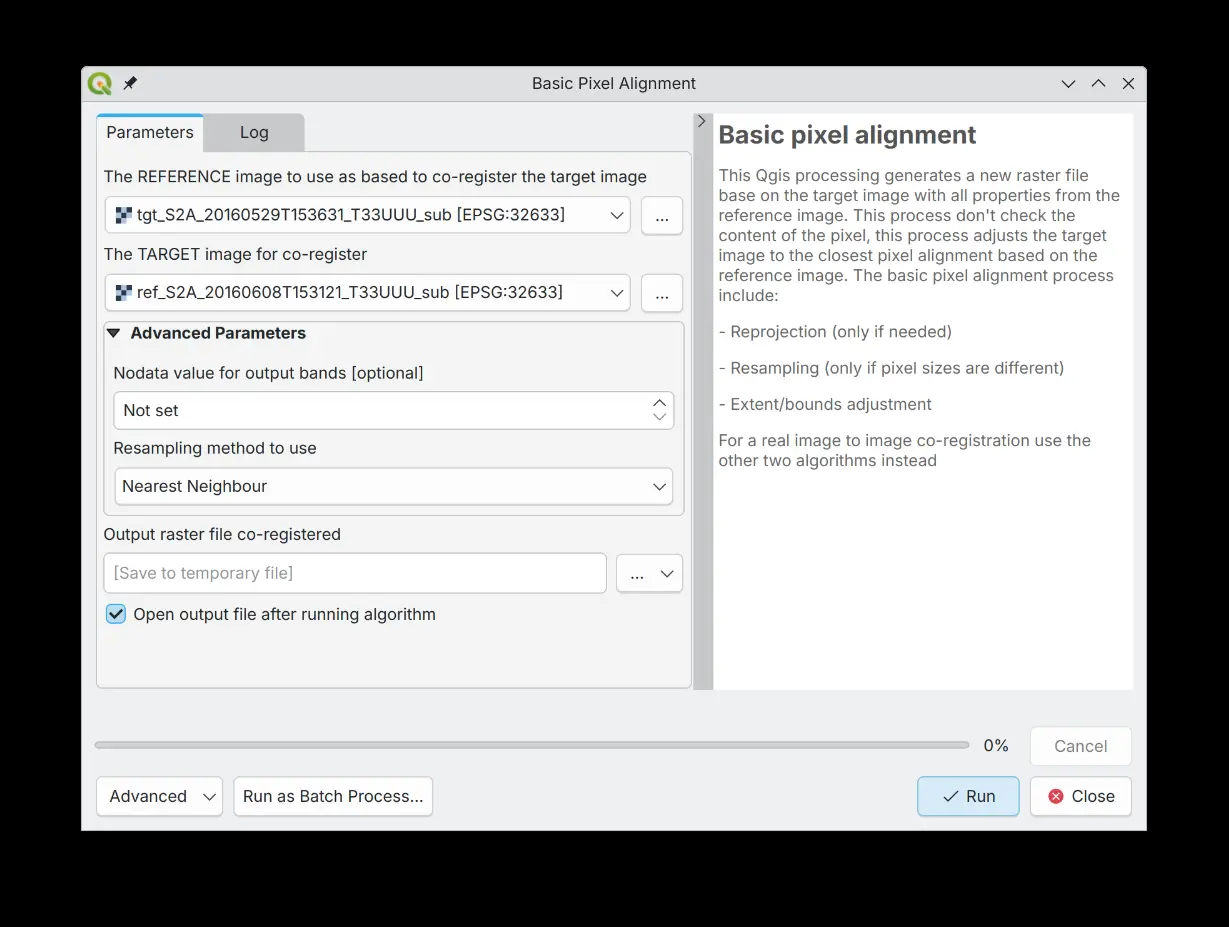 Basic Pixel Alignment
Parameters
Log
The REFERENCE image to use as based to co-register the target image
tgt_S2A_20160529T153631_T33UUU_sub [EPSG:32633]
...
The TARGET image for co-register
ref_S2A_20160608T153121_T33UUU_sub [EPSG:32633]
...
Advanced Parameters
Nodata value for output bands [optional]
Not set
Resampling method to use
Nearest Neighbour
Output raster file co-registered
[Save to temporary file]
...
Open output file after running algorithm
Basic pixel alignment
This Qgis processing generates a new raster file
base on the target image with all properties from the
reference image. This process don't check the
content of the pixel, this process adjusts the target
image to the closest pixel alignment based on the
reference image. The basic pixel alignment process
include:
- Reprojection (only if needed)
- Resampling (only if pixel sizes are different)
- Extent/bounds adjustment
For a real image to image co-registration use the
other two algorithms instead
0%
Cancel
Advanced
Run as Batch Process...
Run
Close